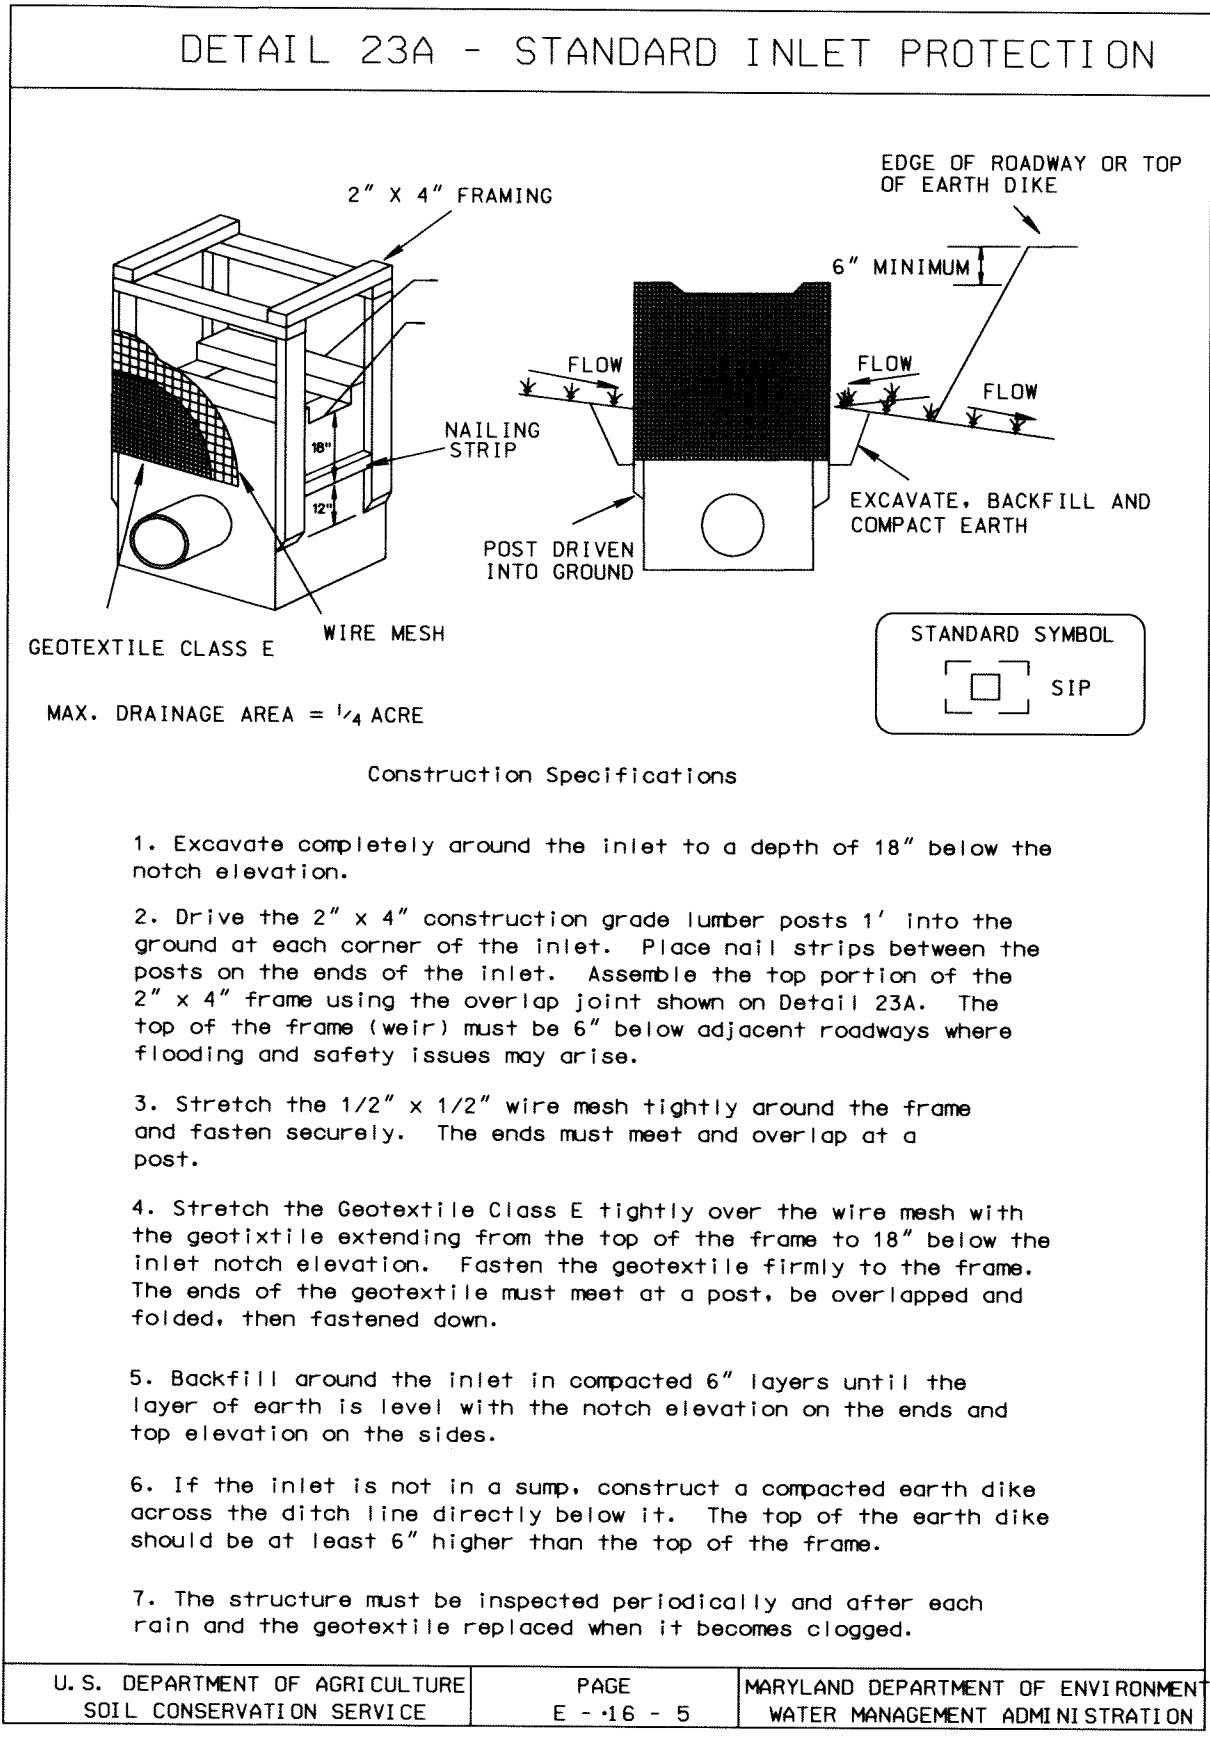 DETAIL 23A - STANDARD INLET PROTECTION
EDGE OF ROADWAY OR TOP
OF EARTH DIKE
2" X 4" FRAMING
6" MINIMUM
FLOW
FLOW
FLOW
NAILING
STRIP
18"
12"
EXCAVATE, BACKFILL AND
COMPACT EARTH
POST DRIVEN
INTO GROUND
WIRE MESH
GEOTEXTILE CLASS E
STANDARD SYMBOL
SIP
MAX. DRAINAGE AREA = 1/4 ACRE
Construction Specifications
1. Excavate completely around the inlet to a depth of 18" below the
notch elevation.
2. Drive the 2" x 4" construction grade lumber posts 1' into the
ground at each corner of the inlet. Place nail strips between the
posts on the ends of the inlet. Assemble the top portion of the
2" x 4" frame using the overlap joint shown on Detail 23A. The
top of the frame (weir) must be 6" below adjacent roadways where
flooding and safety issues may arise.
3. Stretch the 1/2" x 1/2" wire mesh tightly around the frame
and fasten securely. The ends must meet and overlap at a
post.
4. Stretch the Geotextile Class E tightly over the wire mesh with
the geotixtile extending from the top of the frame to 18" below the
inlet notch elevation. Fasten the geotextile firmly to the frame.
The ends of the geotextile must meet at a post, be overlapped and
folded, then fastened down.
5. Backfill around the inlet in compacted 6" layers until the
layer of earth is level with the notch elevation on the ends and
top elevation on the sides.
6. If the inlet is not in a sump, construct a compacted earth dike
across the ditch line directly below it. The top of the earth dike
should be at least 6" higher than the top of the frame.
7. The structure must be inspected periodically and after each
rain and the geotextile replaced when it becomes clogged.
U.S. DEPARTMENT OF AGRICULTURE
SOIL CONSERVATION SERVICE
PAGE
E - 16 - 5
MARYLAND DEPARTMENT OF ENVIRONMENT
WATER MANAGEMENT ADMINISTRATION